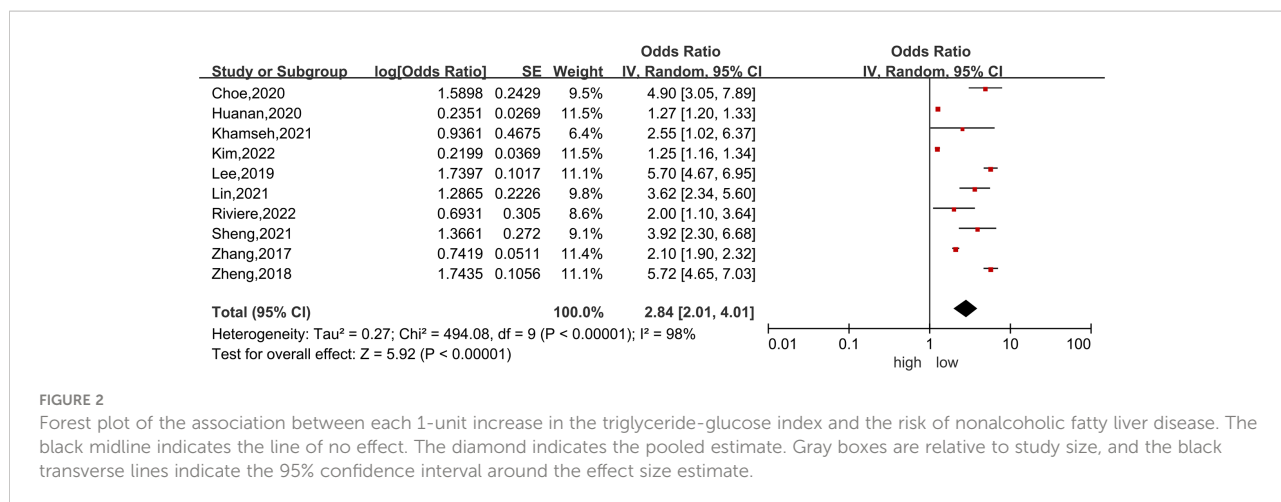 Odds Ratio Odds Ratio
Study or Subgroup log[Odds Ratio] SE Weight IV, Random, 95% CI IV, Random, 95% CI
Choe,2020 1.5898 0.2429 9.5% 4.90 [3.05, 7.89]
Huanan,2020 0.2351 0.0269 11.5% 1.27 [1.20, 1.33]
Khamseh,2021 0.9361 0.4675 6.4% 2.55 [1.02, 6.37]
Kim,2022 0.2199 0.0369 11.5% 1.25 [1.16, 1.34]
Lee,2019 1.7397 0.1017 11.1% 5.70 [4.67, 6.95]
Lin,2021 1.2865 0.2226 9.8% 3.62 [2.34, 5.60]
Riviere,2022 0.6931 0.305 8.6% 2.00 [1.10, 3.64]
Sheng,2021 1.3661 0.272 9.1% 3.92 [2.30, 6.68]
Zhang,2017 0.7419 0.0511 11.4% 2.10 [1.90, 2.32]
Zheng,2018 1.7435 0.1056 11.1% 5.72 [4.65, 7.03]
Total (95% CI) 100.0% 2.84 [2.01, 4.01]
Heterogeneity: Tau² = 0.27; Chi² = 494.08, df = 9 (P < 0.00001); I² = 98%
Test for overall effect: Z = 5.92 (P < 0.00001)
0.01 0.1 1 10 100
high low
FIGURE 2
Forest plot of the association between each 1-unit increase in the triglyceride-glucose index and the risk of nonalcoholic fatty liver disease. The
black midline indicates the line of no effect. The diamond indicates the pooled estimate. Gray boxes are relative to study size, and the black
transverse lines indicate the 95% confidence interval around the effect size estimate.